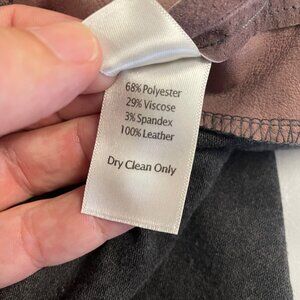 68% Polyester
29% Viscose
3% Spandex
100% Leather
Dry Clean Only